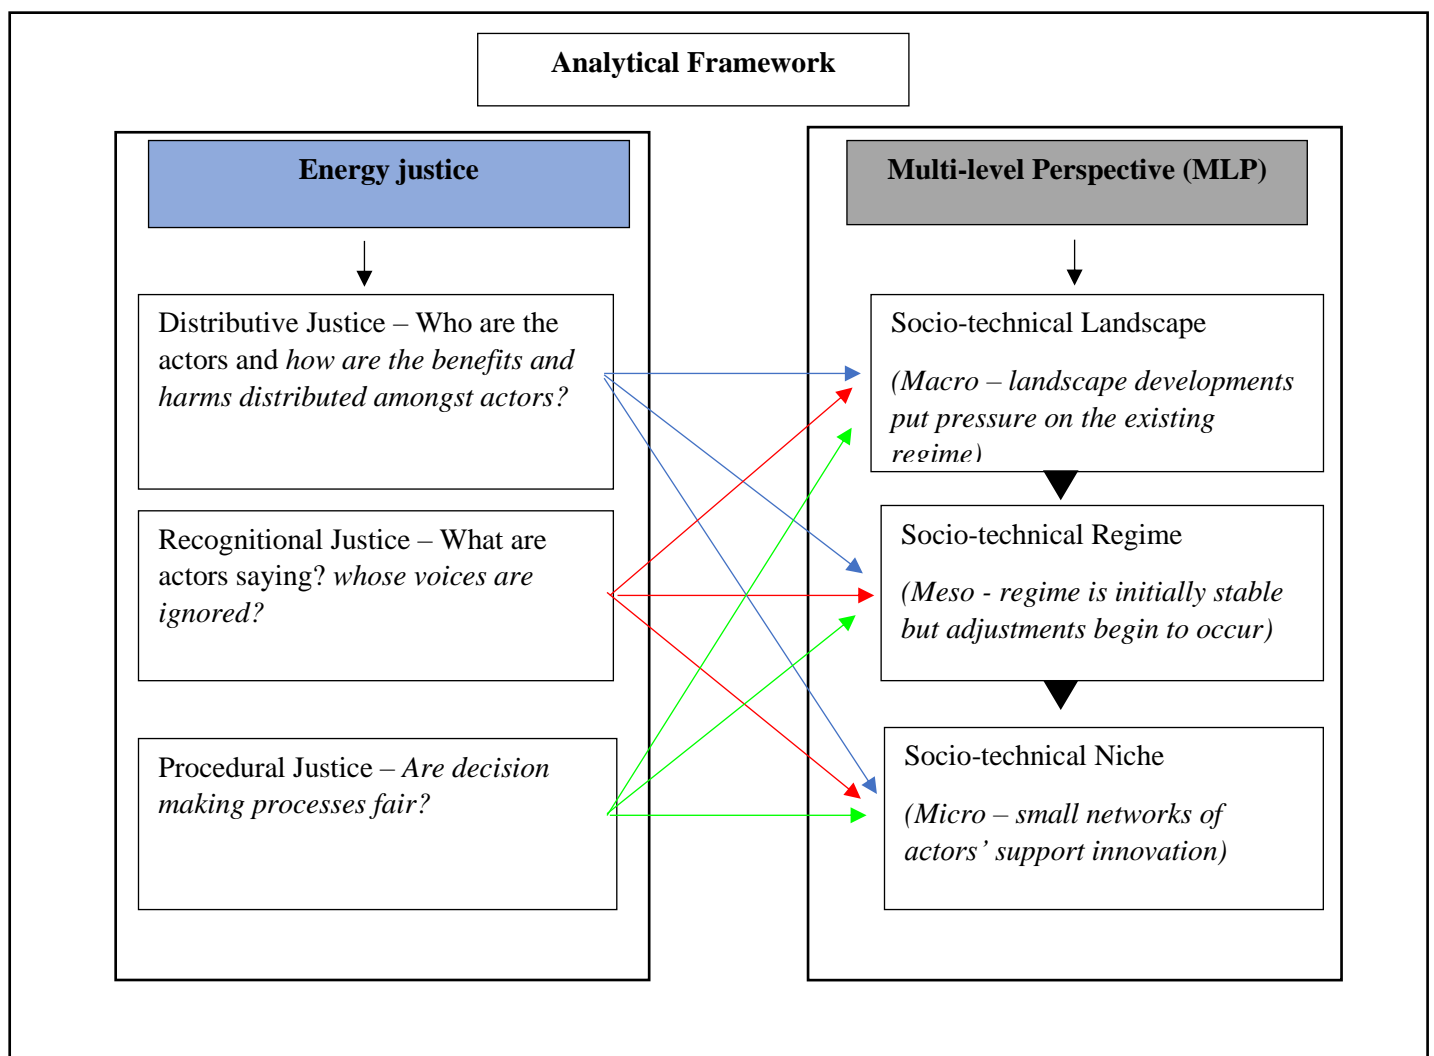 Analytical Framework
Energy justice
Distributive Justice – Who are the
actors and how are the benefits and
harms distributed amongst actors?
Recognitional Justice – What are
actors saying? whose voices are
ignored?
Procedural Justice – Are decision
making processes fair?
Multi-level Perspective (MLP)
Socio-technical Landscape
(Macro – landscape developments
put pressure on the existing
regime)
Socio-technical Regime
(Meso - regime is initially stable
but adjustments begin to occur)
Socio-technical Niche
(Micro – small networks of
actors’ support innovation)